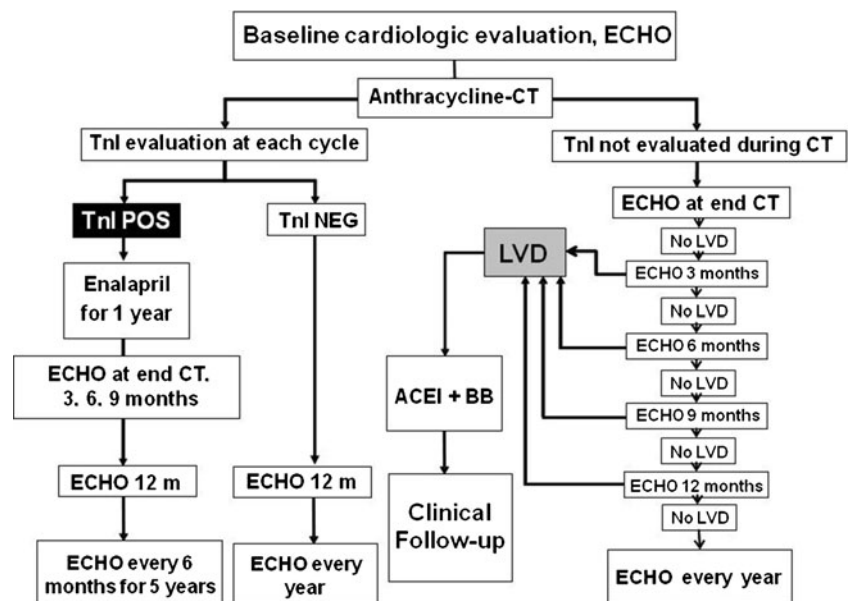 Baseline cardiologic evaluation, ECHO
Anthracycline-CT
TnI evaluation at each cycle
TnI not evaluated during CT
TnI POS
TnI NEG
Enalapril
for 1 year
ECHO at end CT.
3. 6. 9 months
ECHO 12 m
ECHO every 6
months for 5 years
ECHO 12 m
ECHO every
year
LVD
ACEI + BB
Clinical
Follow-up
ECHO at end CT
No LVD
ECHO 3 months
No LVD
ECHO 6 months
No LVD
ECHO 9 months
No LVD
ECHO 12 months
No LVD
ECHO every year